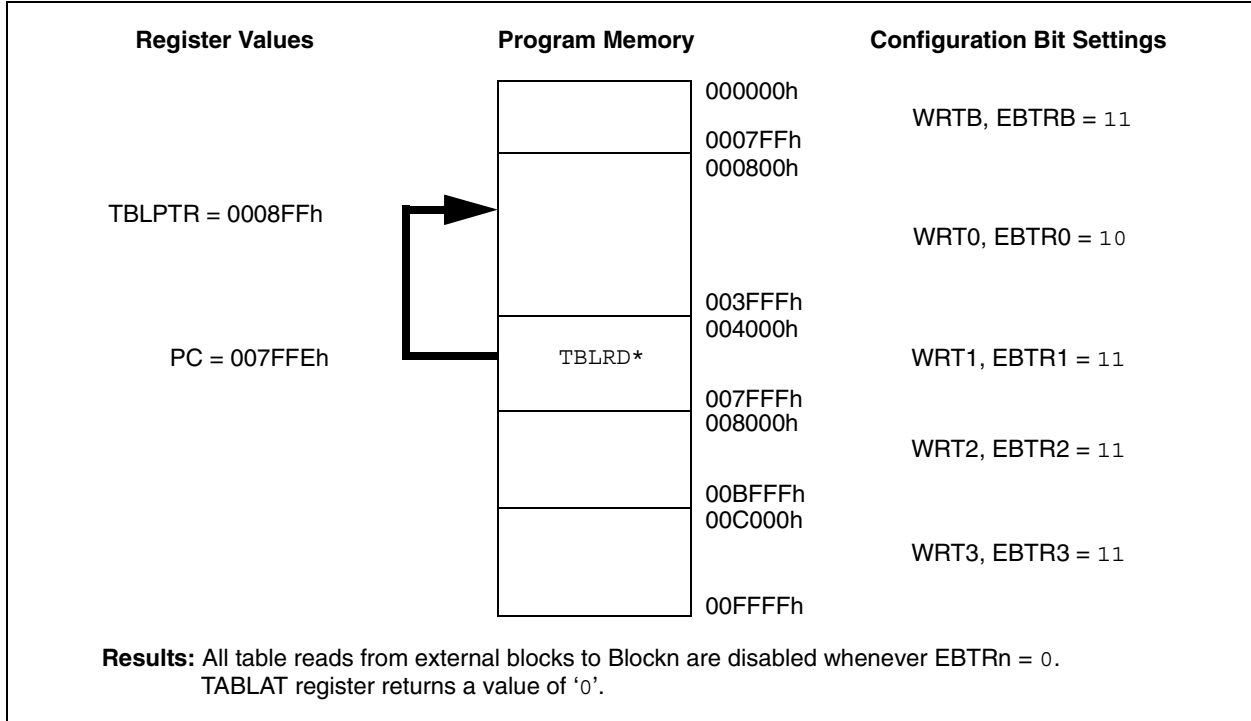 Register Values Program Memory Configuration Bit Settings
000000h
WRTB, EBTRB = 11
0007FFh
000800h
TBLPTR = 0008FFh
WRT0, EBTR0 = 10
003FFFh
004000h
PC = 007FFEh TBLRD* WRT1, EBTR1 = 11
007FFFh
008000h
WRT2, EBTR2 = 11
00BFFFh
00C000h
WRT3, EBTR3 = 11
00FFFFh
Results: All table reads from external blocks to Blockn are disabled whenever EBTRn = 0.
TABLAT register returns a value of ‘0’.